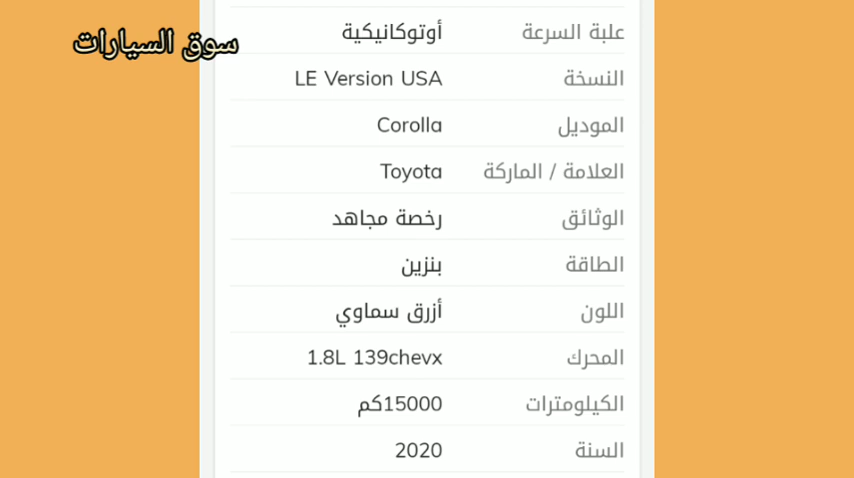 سوق السيارات
علبة السرعة أوتوكانيكية
النسخة LE Version USA
الموديل Corolla
العلامة / الماركة Toyota
الوثائق رخصة مجاهد
الطاقة بنزين
اللون أزرق سماوي
المحرك 1.8L 139chevx
الكيلومترات 15000كم
السنة 2020